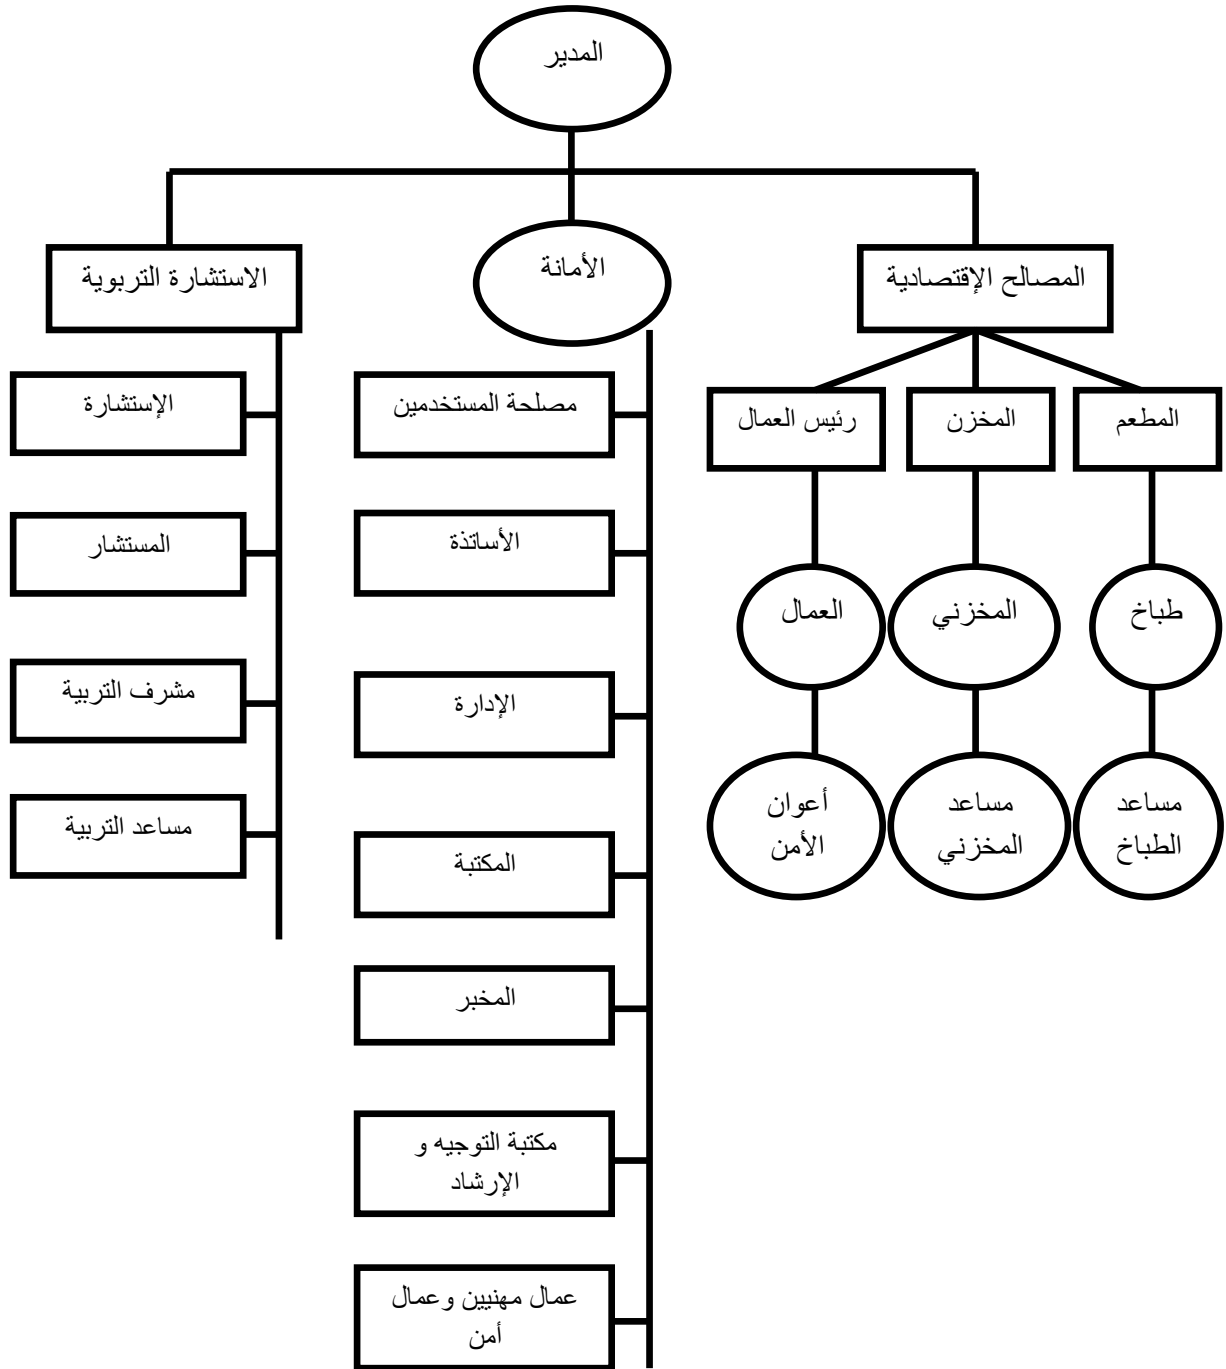 المدير
المصالح الإقتصادية
الأمانة
الاستشارة التربوية
المطعم
المخزن
رئيس العمال
مصلحة المستخدمين
الإستشارة
الأساتذة
المستشار
طباخ
المخزني
العمال
الإدارة
مشرف التربية
مساعد
الطباخ
مساعد
المخزني
أعوان
الأمن
المكتبة
مساعد التربية
المخبر
مكتبة التوجيه و
الإرشاد
عمال مهنيين وعمال
أمن